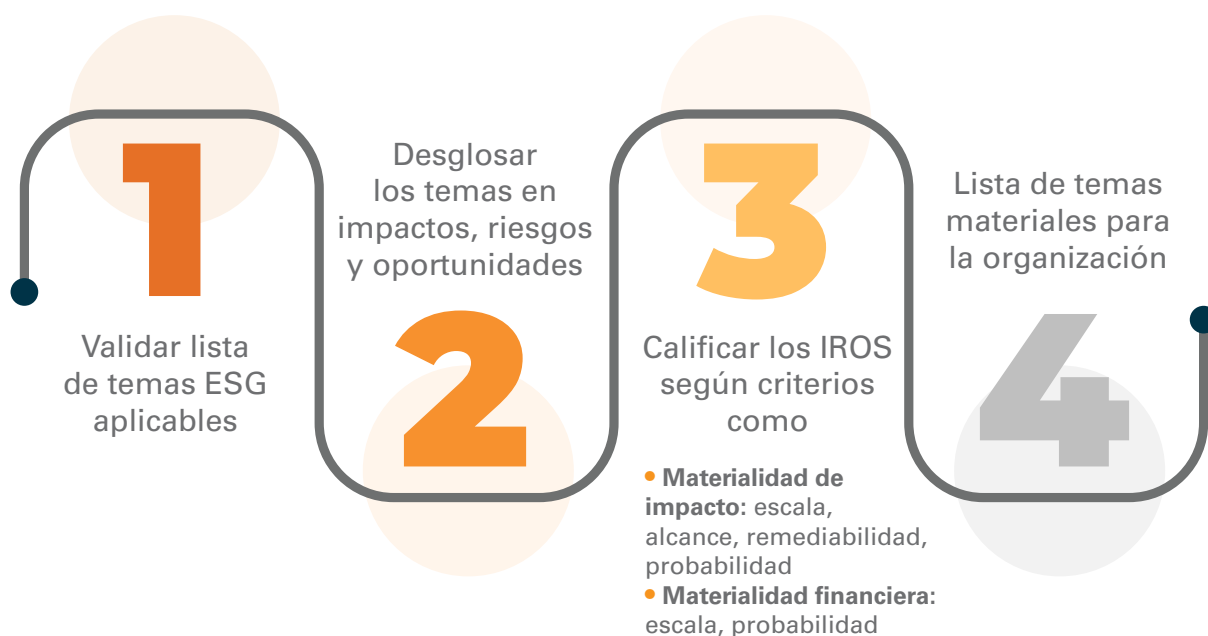 1
Validar lista
de temas ESG
aplicables
Desglosar
los temas en
impactos, riesgos
y oportunidades
2
3
Calificar los IROS
según criterios
como
• Materialidad de
impacto: escala,
alcance, remediabilidad,
probabilidad
• Materialidad financiera:
escala, probabilidad
Lista de temas
materiales para
la organización
4